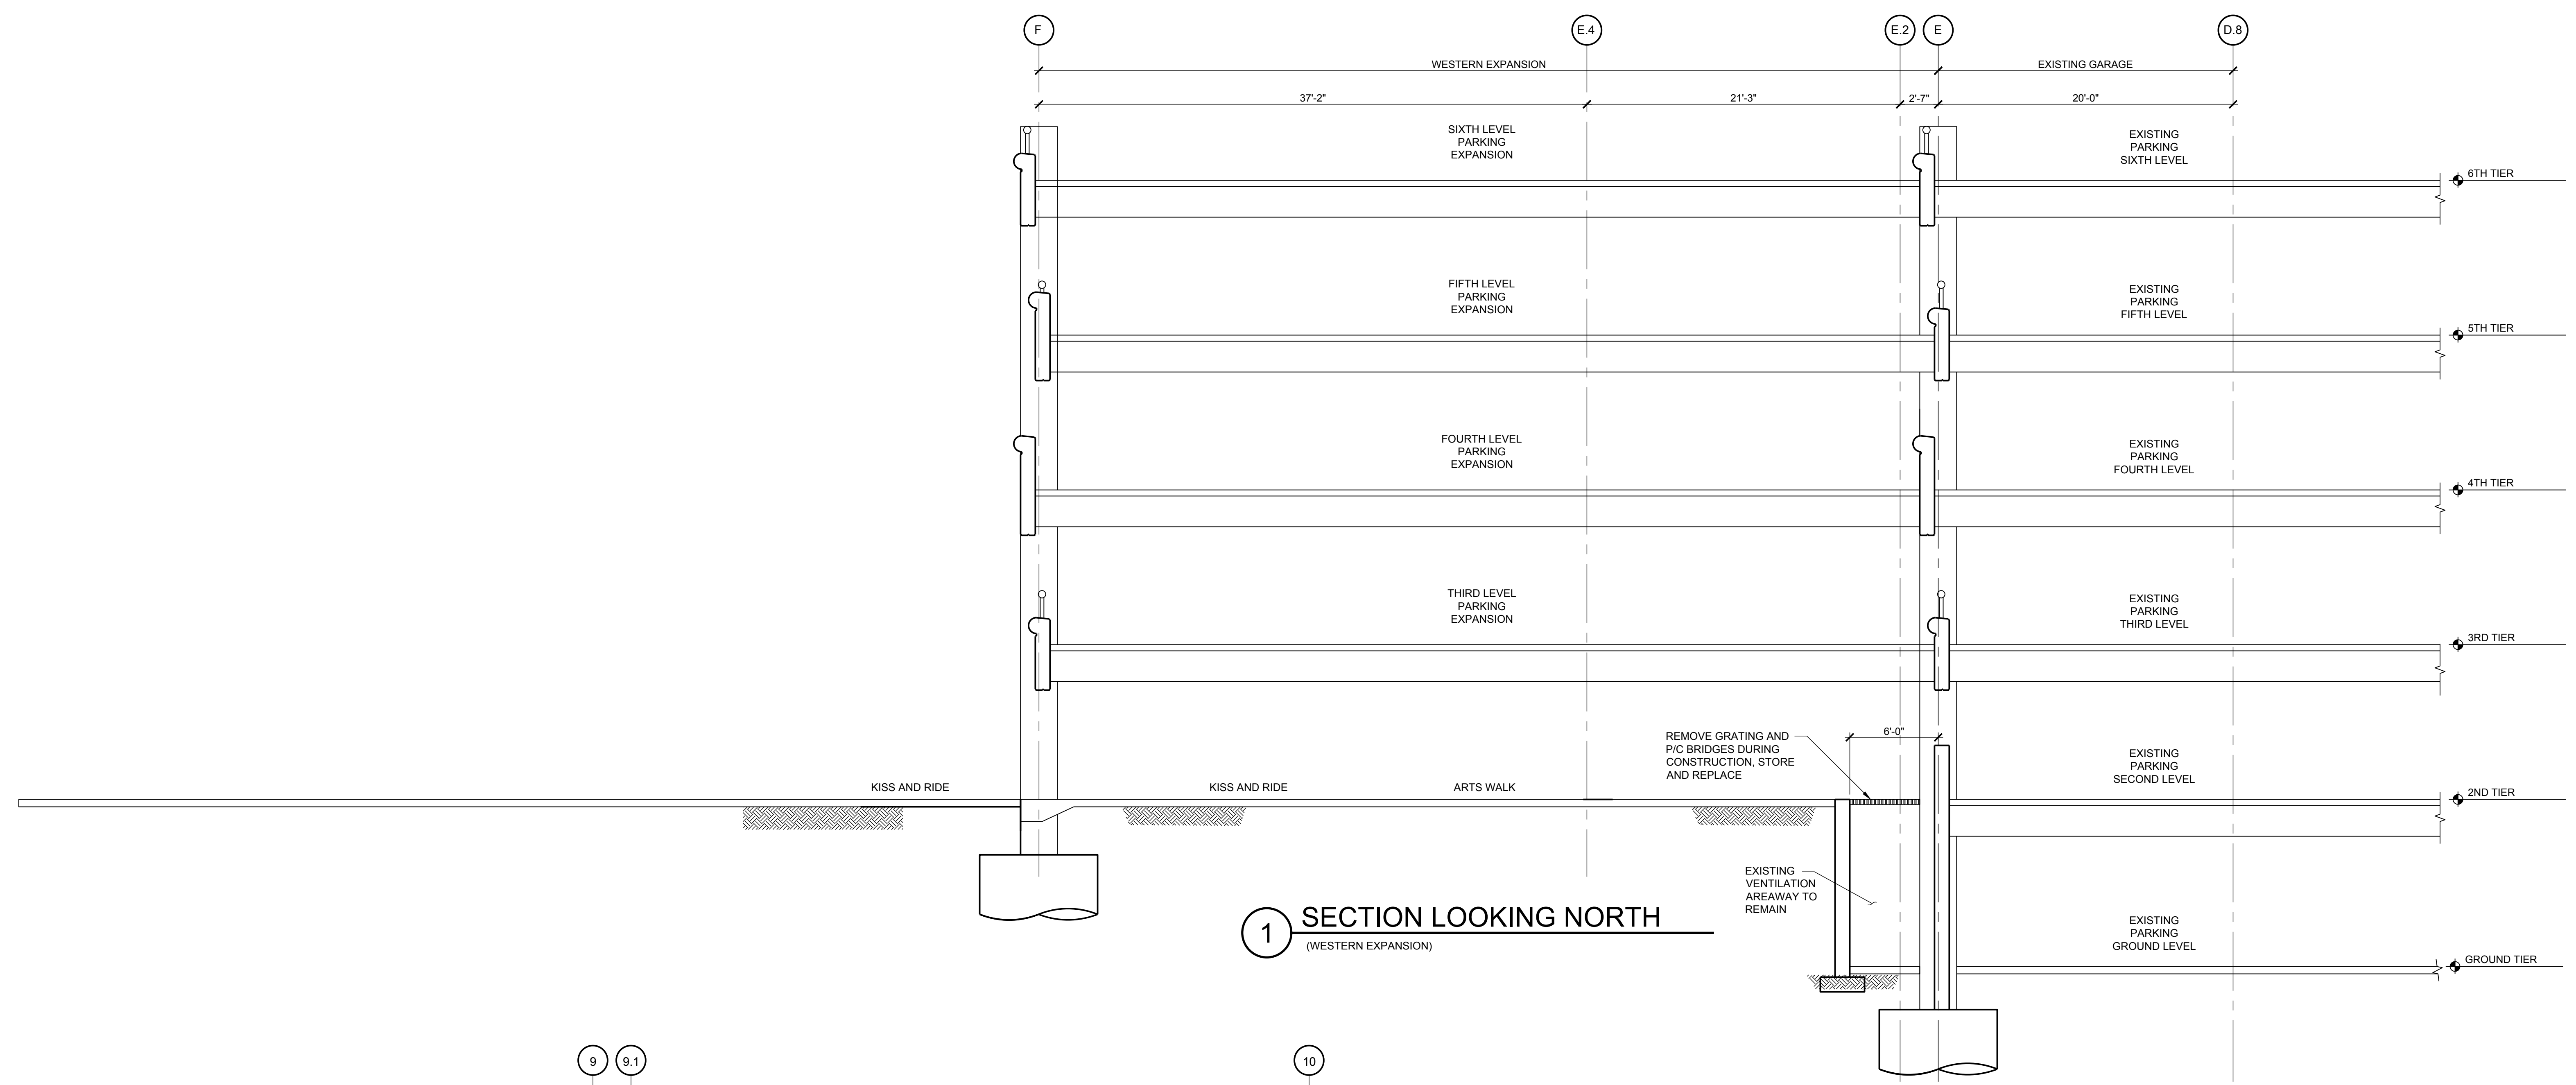 F
E.4
E.2
E
D.8
WESTERN EXPANSION
EXISTING GARAGE
37'-2"
21'-3"
2'-7"
20'-0"
SIXTH LEVEL
PARKING
EXPANSION
EXISTING
PARKING
SIXTH LEVEL
6TH TIER
FIFTH LEVEL
PARKING
EXPANSION
EXISTING
PARKING
FIFTH LEVEL
5TH TIER
FOURTH LEVEL
PARKING
EXPANSION
EXISTING
PARKING
FOURTH LEVEL
4TH TIER
THIRD LEVEL
PARKING
EXPANSION
EXISTING
PARKING
THIRD LEVEL
3RD TIER
REMOVE GRATING AND
P/C BRIDGES DURING
CONSTRUCTION, STORE
AND REPLACE
6'-0"
EXISTING
PARKING
SECOND LEVEL
KISS AND RIDE
KISS AND RIDE
ARTS WALK
2ND TIER
EXISTING
VENTILATION
AREAWAY TO
REMAIN
1
SECTION LOOKING NORTH
(WESTERN EXPANSION)
EXISTING
PARKING
GROUND LEVEL
GROUND TIER
9
9.1
10